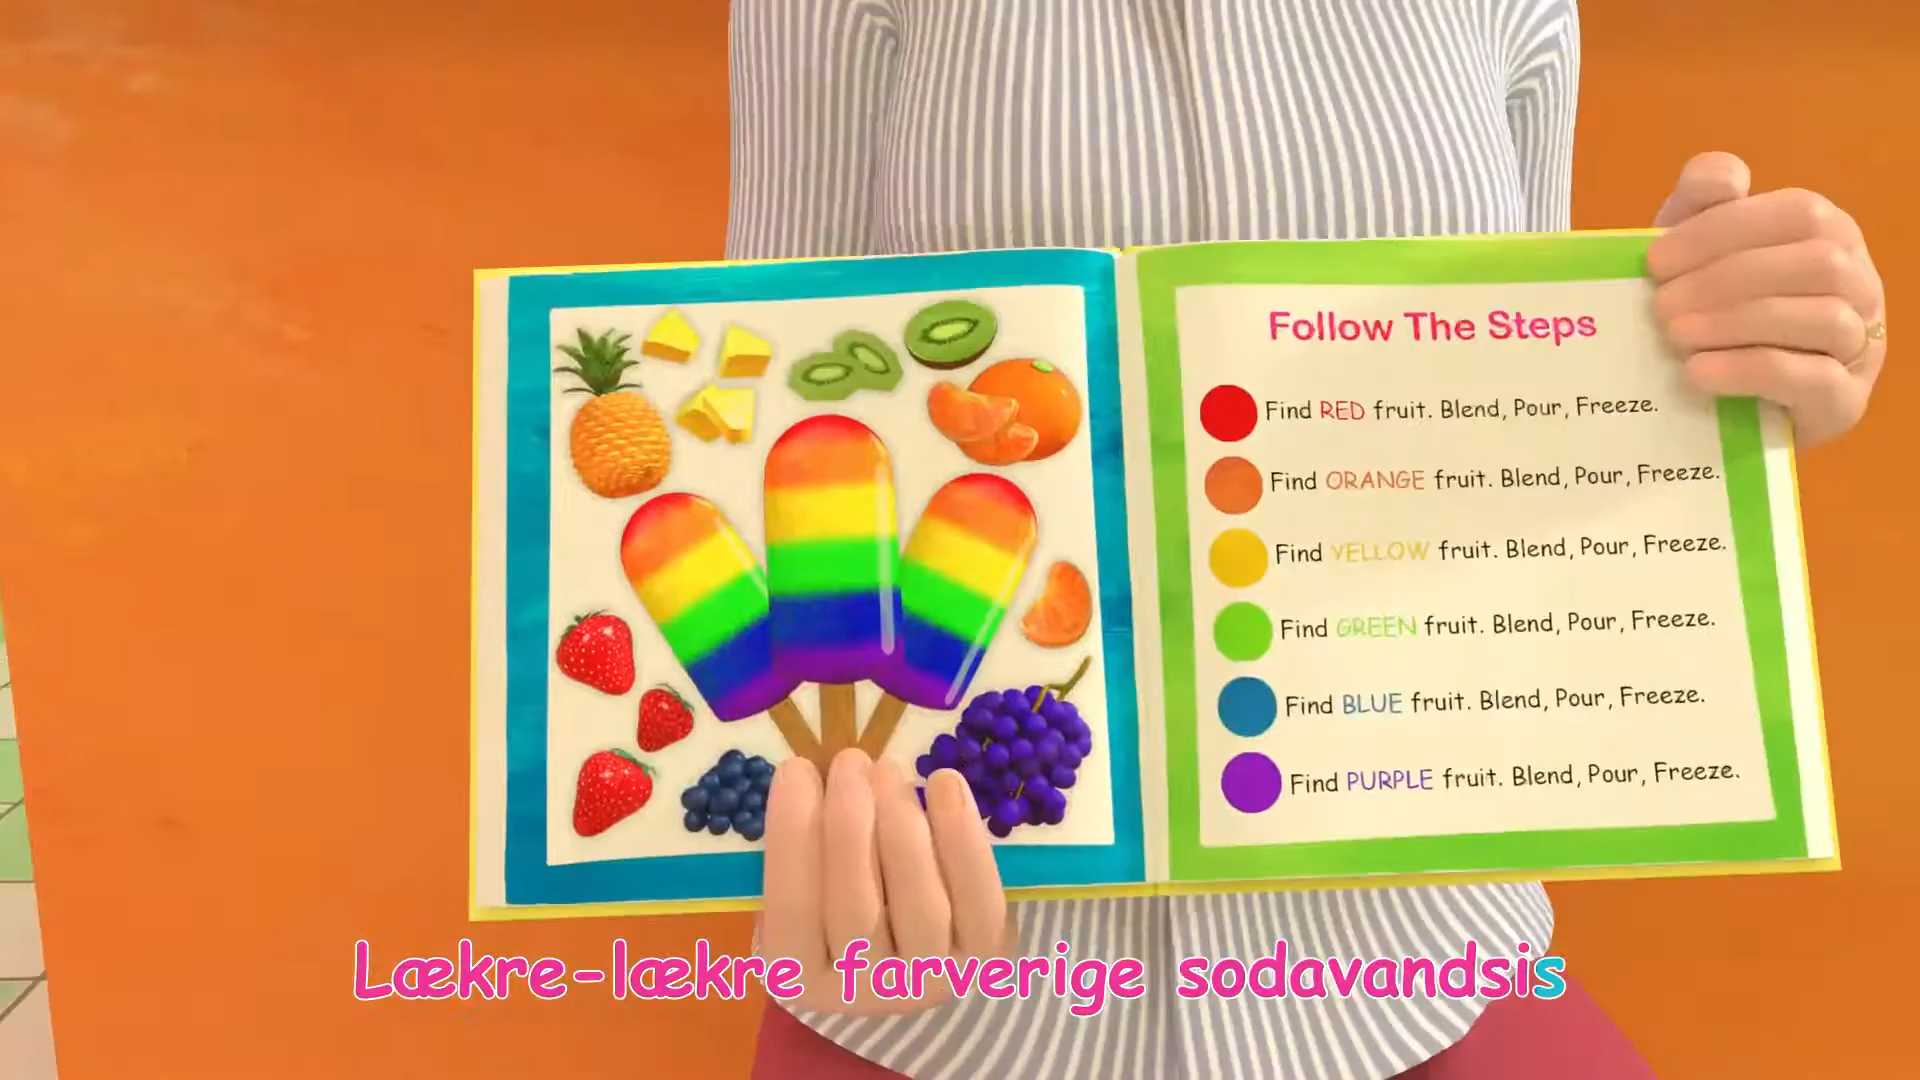 Follow The Steps
Find RED fruit. Blend, Pour, Freeze.
Find ORANGE fruit. Blend, Pour, Freeze.
Find YELLOW fruit. Blend, Pour, Freeze.
Find GREEN fruit. Blend, Pour, Freeze.
Find BLUE fruit. Blend, Pour, Freeze.
Find PURPLE fruit. Blend, Pour, Freeze.
Lækre-lækre farverige sodavandsis